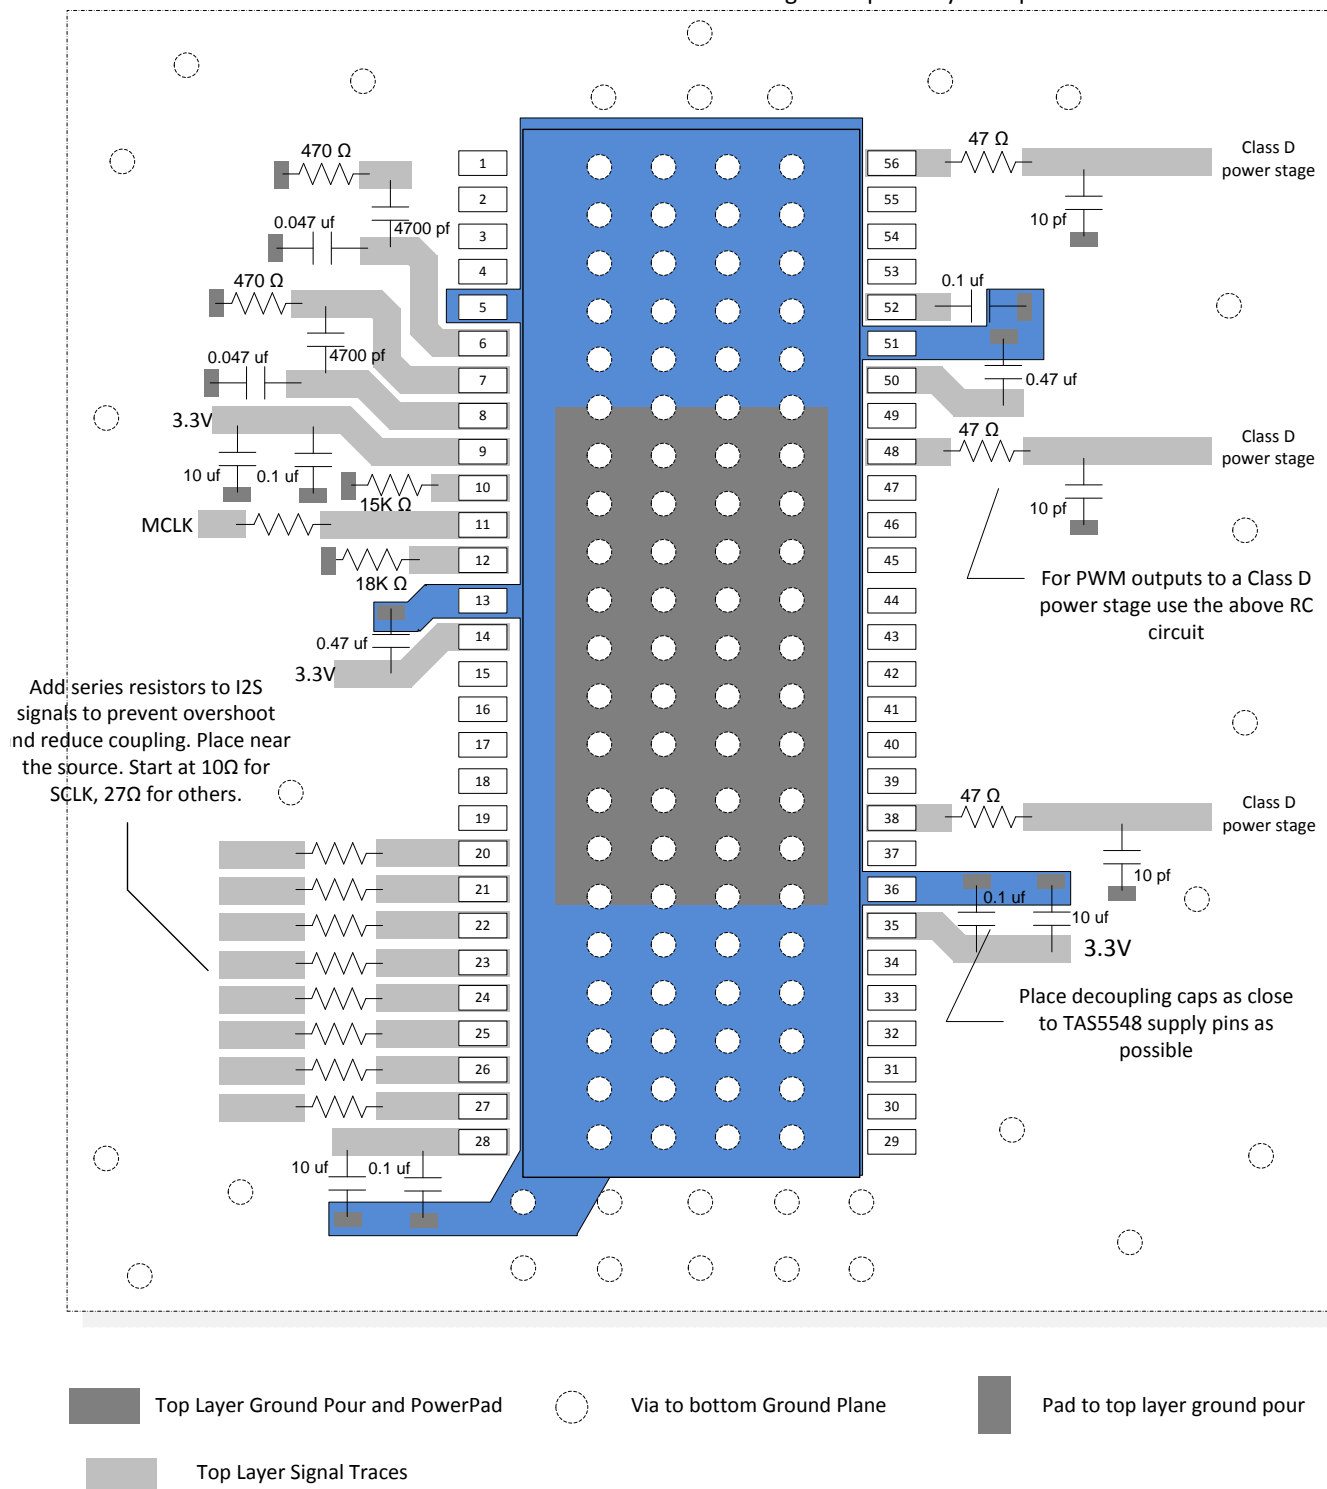 470 Ω
0.047 uf
4700 pf
470 Ω
0.047 uf
4700 pf
3.3V
10 uf
0.1 uf
15K Ω
MCLK
18K Ω
0.47 uf
3.3V
Add series resistors to I2S
signals to prevent overshoot
and reduce coupling. Place near
the source. Start at 10Ω for
SCLK, 27Ω for others.
10 uf
0.1 uf
1
2
3
4
5
6
7
8
9
10
11
12
13
14
15
16
17
18
19
20
21
22
23
24
25
26
27
28
56
55
54
53
52
51
50
49
48
47
46
45
44
43
42
41
40
39
38
37
36
35
34
33
32
31
30
29
47 Ω
Class D
power stage
10 pf
0.1 uf
0.47 uf
47 Ω
Class D
power stage
10 pf
For PWM outputs to a Class D
power stage use the above RC
circuit
47 Ω
Class D
power stage
10 pf
0.1 uf
10 uf
3.3V
Place decoupling caps as close
to TAS5548 supply pins as
possible
Top Layer Ground Pour and PowerPad
Via to bottom Ground Plane
Pad to top layer ground pour
Top Layer Signal Traces